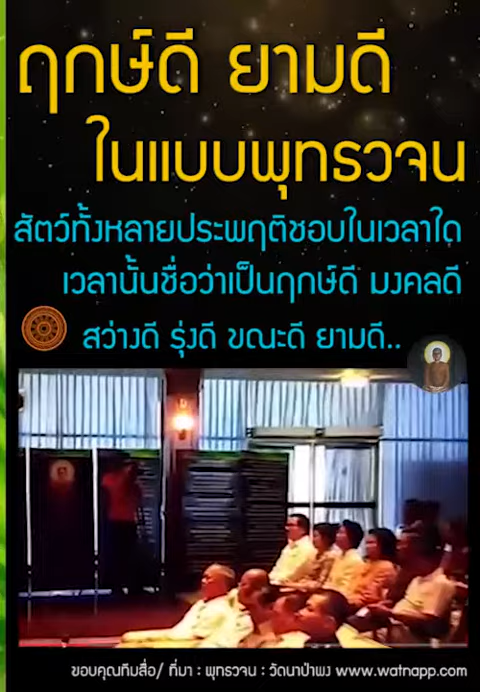 ฤกษ์ดี ยามดี
ในแบบพุทธวจน
สัตว์ทั้งหลายประพฤติชอบในเวลาใด
เวลานั้นชื่อว่าเป็นฤกษ์ดี มงคลดี
สว่างดี รุ่งดี ขณะดี ยามดี..
ขอบคุณทีมสื่อ/ ที่มา : พุทธวจน : วัดนาป่าพง www.watnapp.com